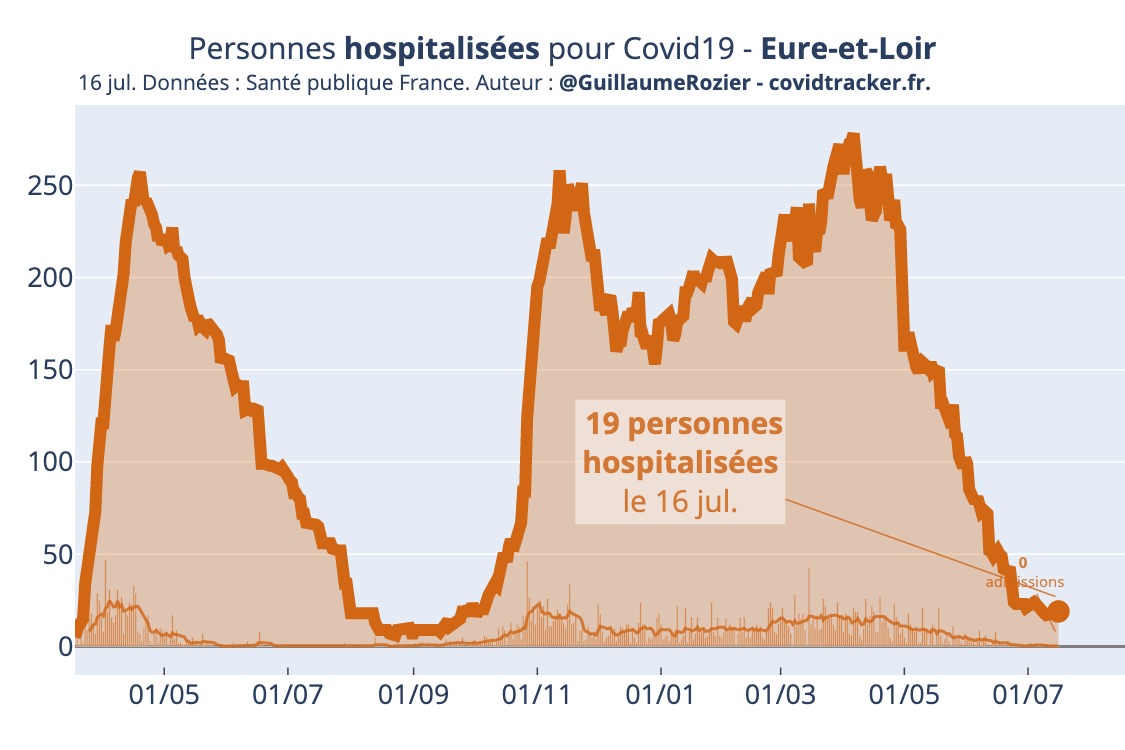 Personnes hospitalisées pour Covid19 - Eure-et-Loir
16 jul. Données : Santé publique France. Auteur : @GuillaumeRozier - covidtracker.fr.
250
200
150
100
50
0
19 personnes
hospitalisées
le 16 jul.
0
admissions
01/05
01/07
01/09
01/11
01/01
01/03
01/05
01/07